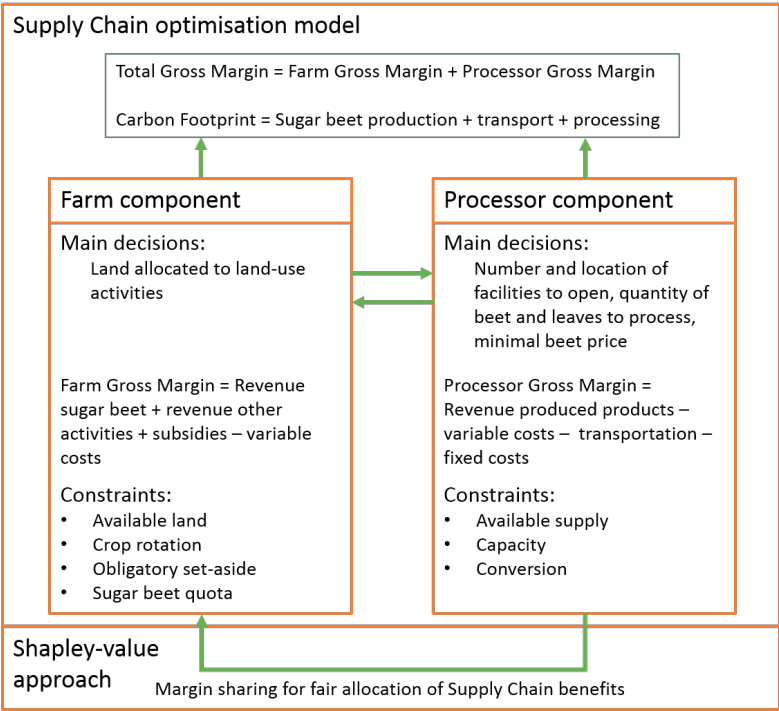 Supply Chain optimisation model
Total Gross Margin = Farm Gross Margin + Processor Gross Margin
Carbon Footprint = Sugar beet production + transport + processing
Farm component
Main decisions:
Land allocated to land-use
activities
Farm Gross Margin = Revenue
sugar beet + revenue other
activities + subsidies – variable
costs
Constraints:
• Available land
• Crop rotation
• Obligatory set-aside
• Sugar beet quota
Processor component
Main decisions:
Number and location of
facilities to open, quantity of
beet and leaves to process,
minimal beet price
Processor Gross Margin =
Revenue produced products –
variable costs – transportation –
fixed costs
Constraints:
• Available supply
• Capacity
• Conversion
Shapley-value
approach
Margin sharing for fair allocation of Supply Chain benefits